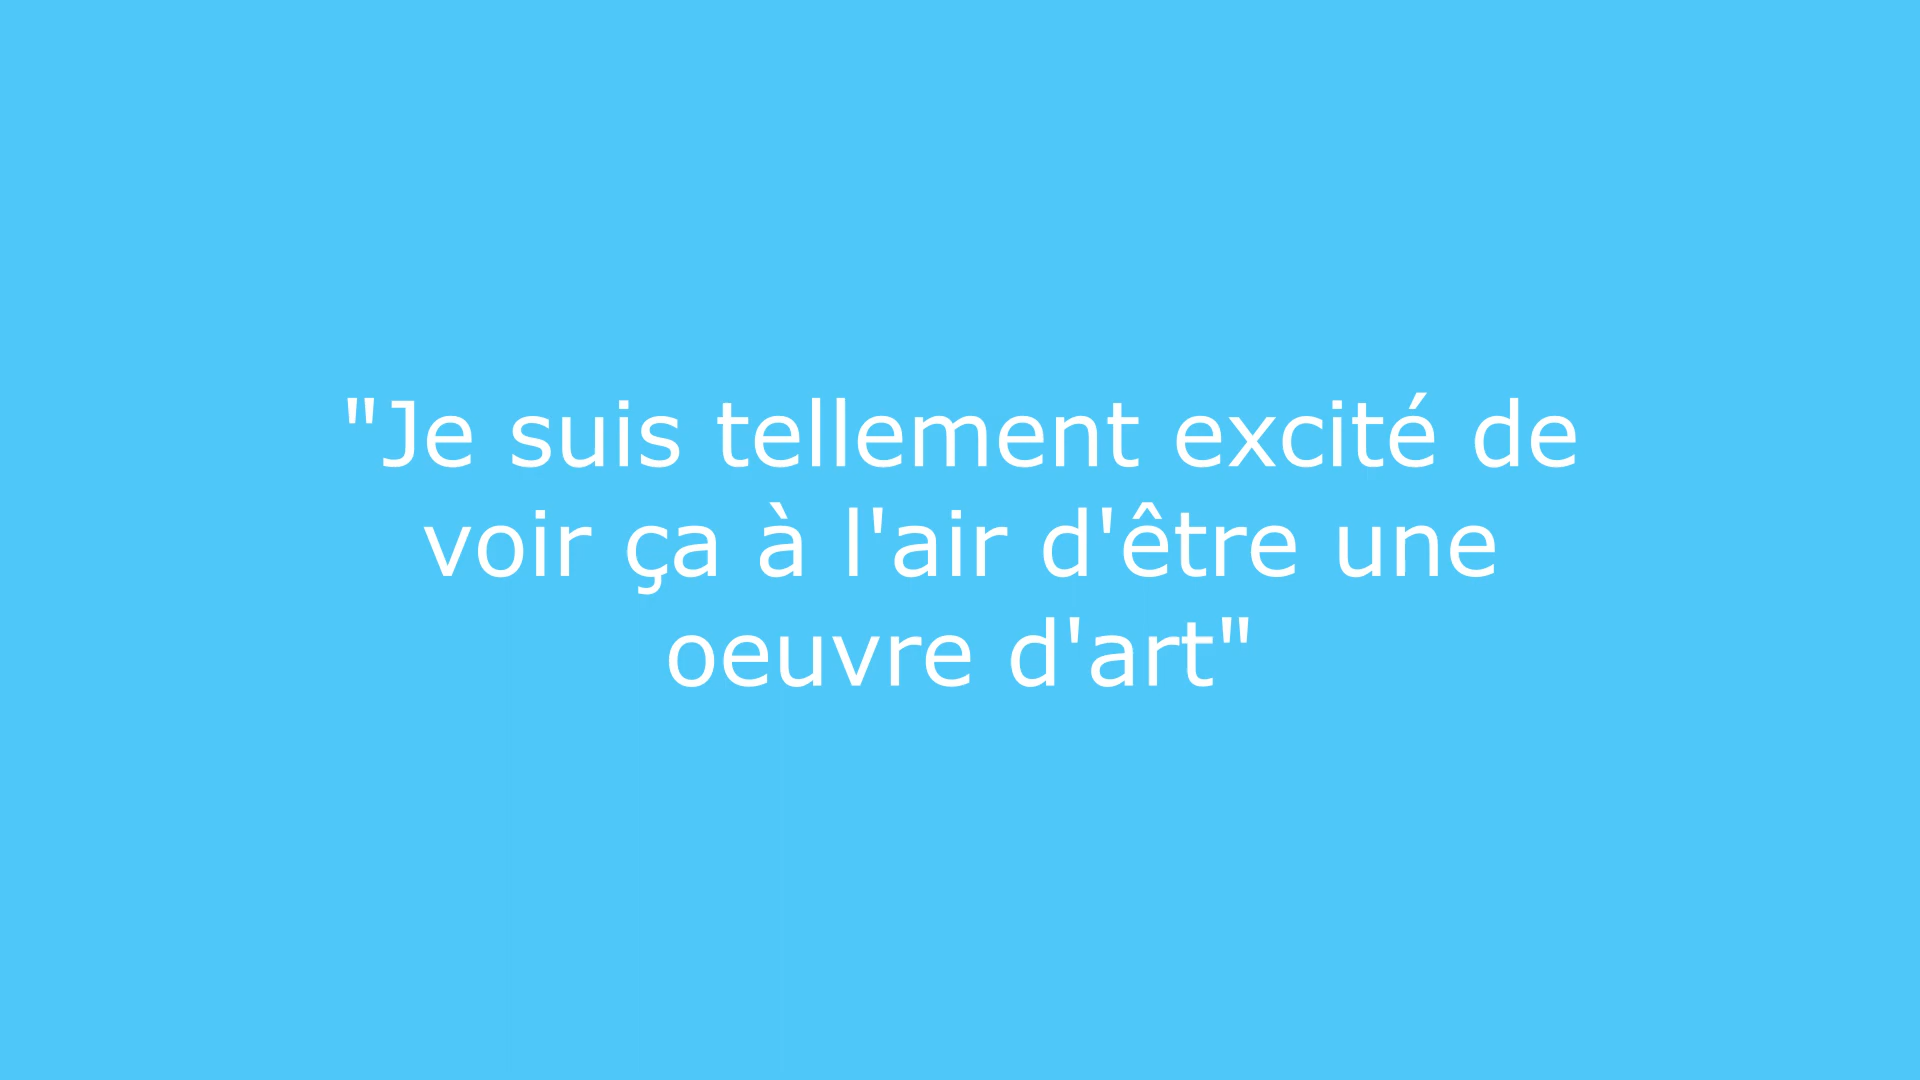 "Je suis tellement excité de
voir ça à l'air d'être une
oeuvre d'art"